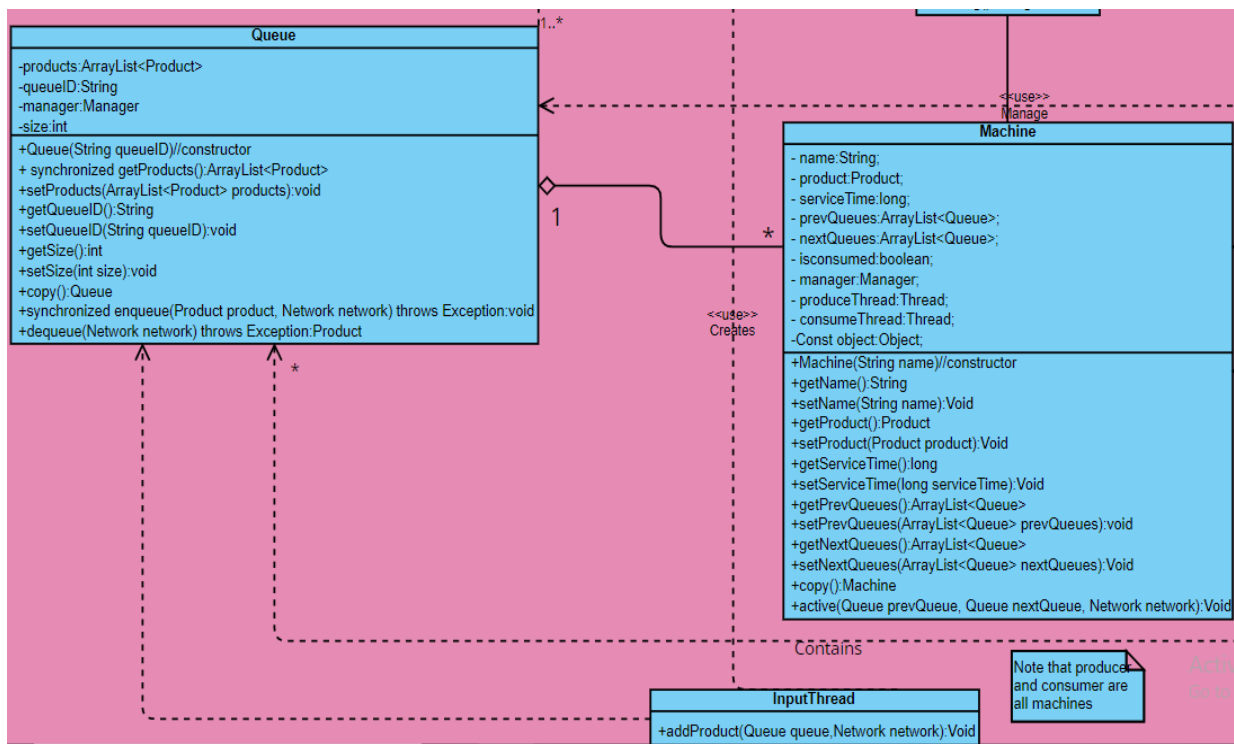 1..*
Queue
-products:ArrayList<Product>
-queueID:String
-manager:Manager
-size:int
+Queue(String queueID)//constructor
+ synchronized getProducts():ArrayList<Product>
+setProducts(ArrayList<Product> products):void
+getQueueID():String
+setQueueID(String queueID):void
+getSize():int
+setSize(int size):void
+copy():Queue
+synchronized enqueue(Product product, Network network) throws Exception:void
+dequeue(Network network) throws Exception:Product
1
*
*
<<use>>
Creates
<<use>>
Manage
Machine
- name:String;
- product:Product;
- serviceTime:long;
- prevQueues:ArrayList<Queue>;
- nextQueues:ArrayList<Queue>;
- isconsumed:boolean;
- manager:Manager;
- produceThread:Thread;
- consumeThread:Thread;
-Const object:Object;
+Machine(String name)//constructor
+getName():String
+setName(String name):Void
+getProduct():Product
+setProduct(Product product):Void
+getServiceTime():long
+setServiceTime(long serviceTime):Void
+getPrevQueues():ArrayList<Queue>
+setPrevQueues(ArrayList<Queue> prevQueues):void
+getNextQueues():ArrayList<Queue>
+setNextQueues(ArrayList<Queue> nextQueues):Void
+copy():Machine
+active(Queue prevQueue, Queue nextQueue, Network network):Void
Contains
Note that producer
and consumer are
all machines
InputThread
+addProduct(Queue queue,Network network):Void